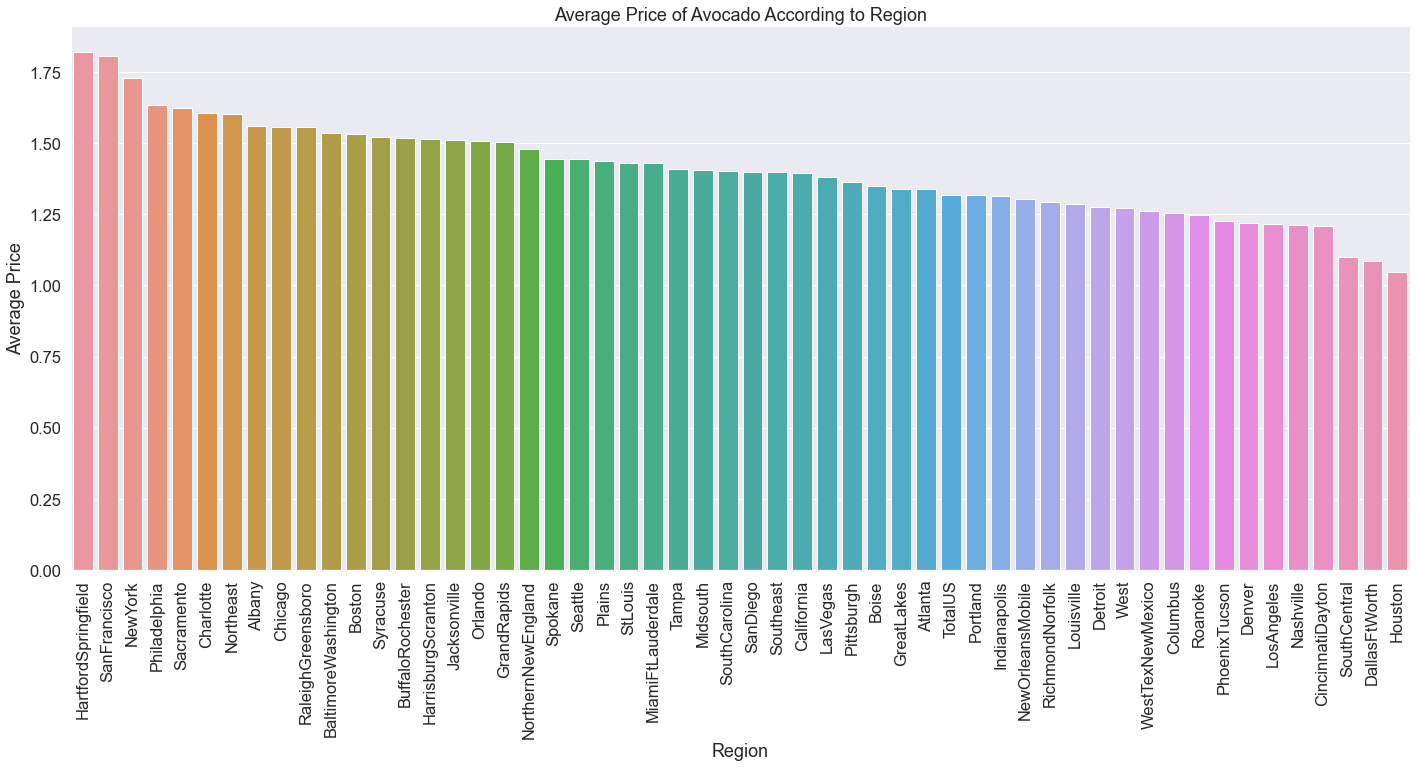 Average Price of Avocado According to Region
Average Price
1.75
1.50
1.25
1.00
0.75
0.50
0.25
0.00
HartfordSpringfield
SanFrancisco
NewYork
Philadelphia
Sacramento
Charlotte
Northeast
Albany
Chicago
RaleighGreensboro
BaltimoreWashington
Boston
Syracuse
BuffaloRochester
HarrisburgScranton
Jacksonville
Orlando
GrandRapids
NorthernNewEngland
Spokane
Seattle
Plains
StLouis
MiamiFtLauderdale
Tampa
Midsouth
SouthCarolina
SanDiego
Southeast
California
LasVegas
Pittsburgh
Boise
GreatLakes
Atlanta
TotalUS
Portland
Indianapolis
NewOrleansMobile
RichmondNorfolk
Louisville
Detroit
West
WestTexNewMexico
Columbus
Roanoke
PhoenixTucson
Denver
LosAngeles
Nashville
CincinnatiDayton
SouthCentral
DallasFtWorth
Houston
Region